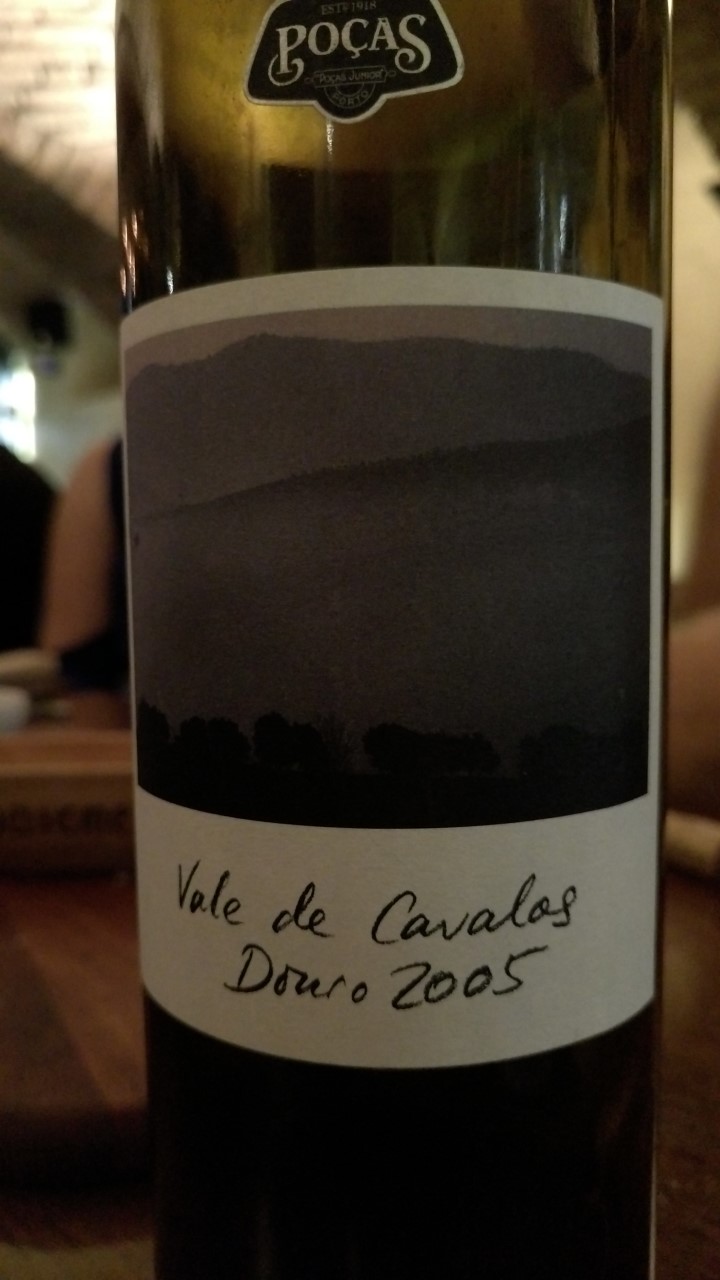 ESTD 1918
POÇAS
POÇAS JUNIOR
PORTO
Vale de Cavalos
Douro 2005